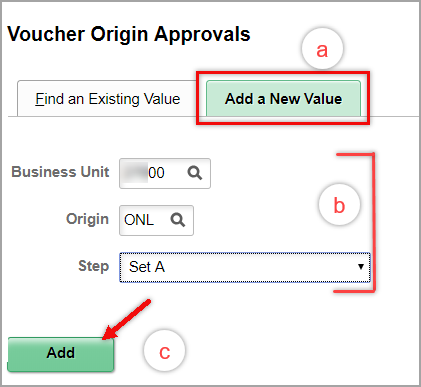 Voucher Origin Approvals
a
Find an Existing Value
Add a New Value
Business Unit 00
b
Origin ONL
Step Set A
Add
c